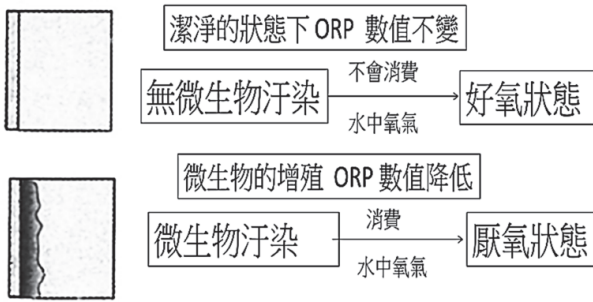 潔淨的狀態下 ORP 數值不變
無微生物汙染 不會消費 水中氧氣 好氧狀態
微生物的增殖 ORP 數值降低
微生物汙染 消費 水中氧氣 厭氧狀態